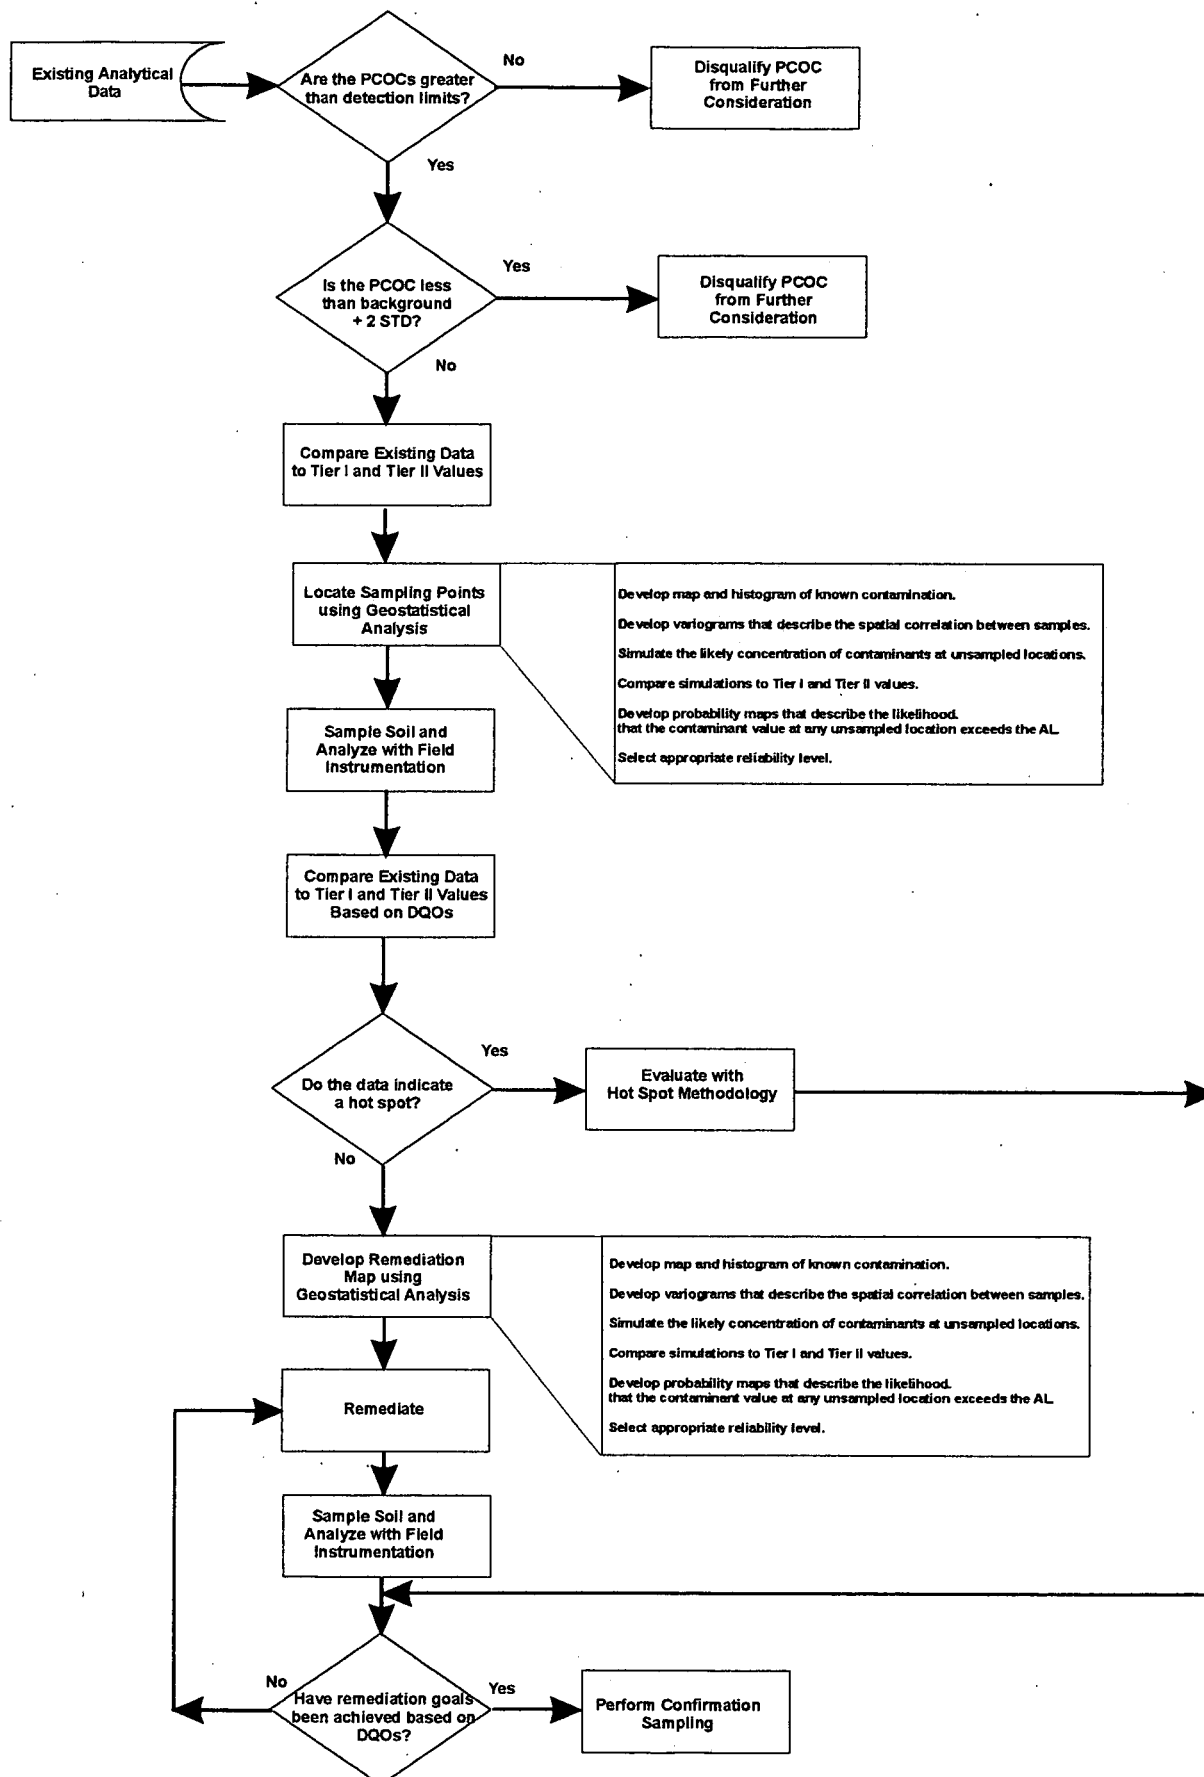 Existing Analytical
Data
Are the PCOCs greater
than detection limits?
No
Disqualify PCOC
from Further
Consideration
Yes
Is the PCOC less
than background
+ 2 STD?
Yes
Disqualify PCOC
from Further
Consideration
No
Compare Existing Data
to Tier I and Tier II Values
Locate Sampling Points
using Geostatistical
Analysis
Develop map and histogram of known contamination.
Develop variograms that describe the spatial correlation between samples.
Simulate the likely concentration of contaminants at unsampled locations.
Compare simulations to Tier I and Tier II values.
Develop probability maps that describe the likelihood.
that the contaminant value at any unsampled location exceeds the AL.
Select appropriate reliability level.
Sample Soil and
Analyze with Field
Instrumentation
Compare Existing Data
to Tier I and Tier II Values
Based on DQOs
Do the data indicate
a hot spot?
Yes
Evaluate with
Hot Spot Methodology
No
Develop Remediation
Map using
Geostatistical Analysis
Develop map and histogram of known contamination.
Develop variograms that describe the spatial correlation between samples.
Simulate the likely concentration of contaminants at unsampled locations.
Compare simulations to Tier I and Tier II values.
Develop probability maps that describe the likelihood.
that the contaminant value at any unsampled location exceeds the AL.
Select appropriate reliability level.
Remediate
Sample Soil and
Analyze with Field
Instrumentation
No
Have remediation goals
been achieved based on
DQOs?
Yes
Perform Confirmation
Sampling